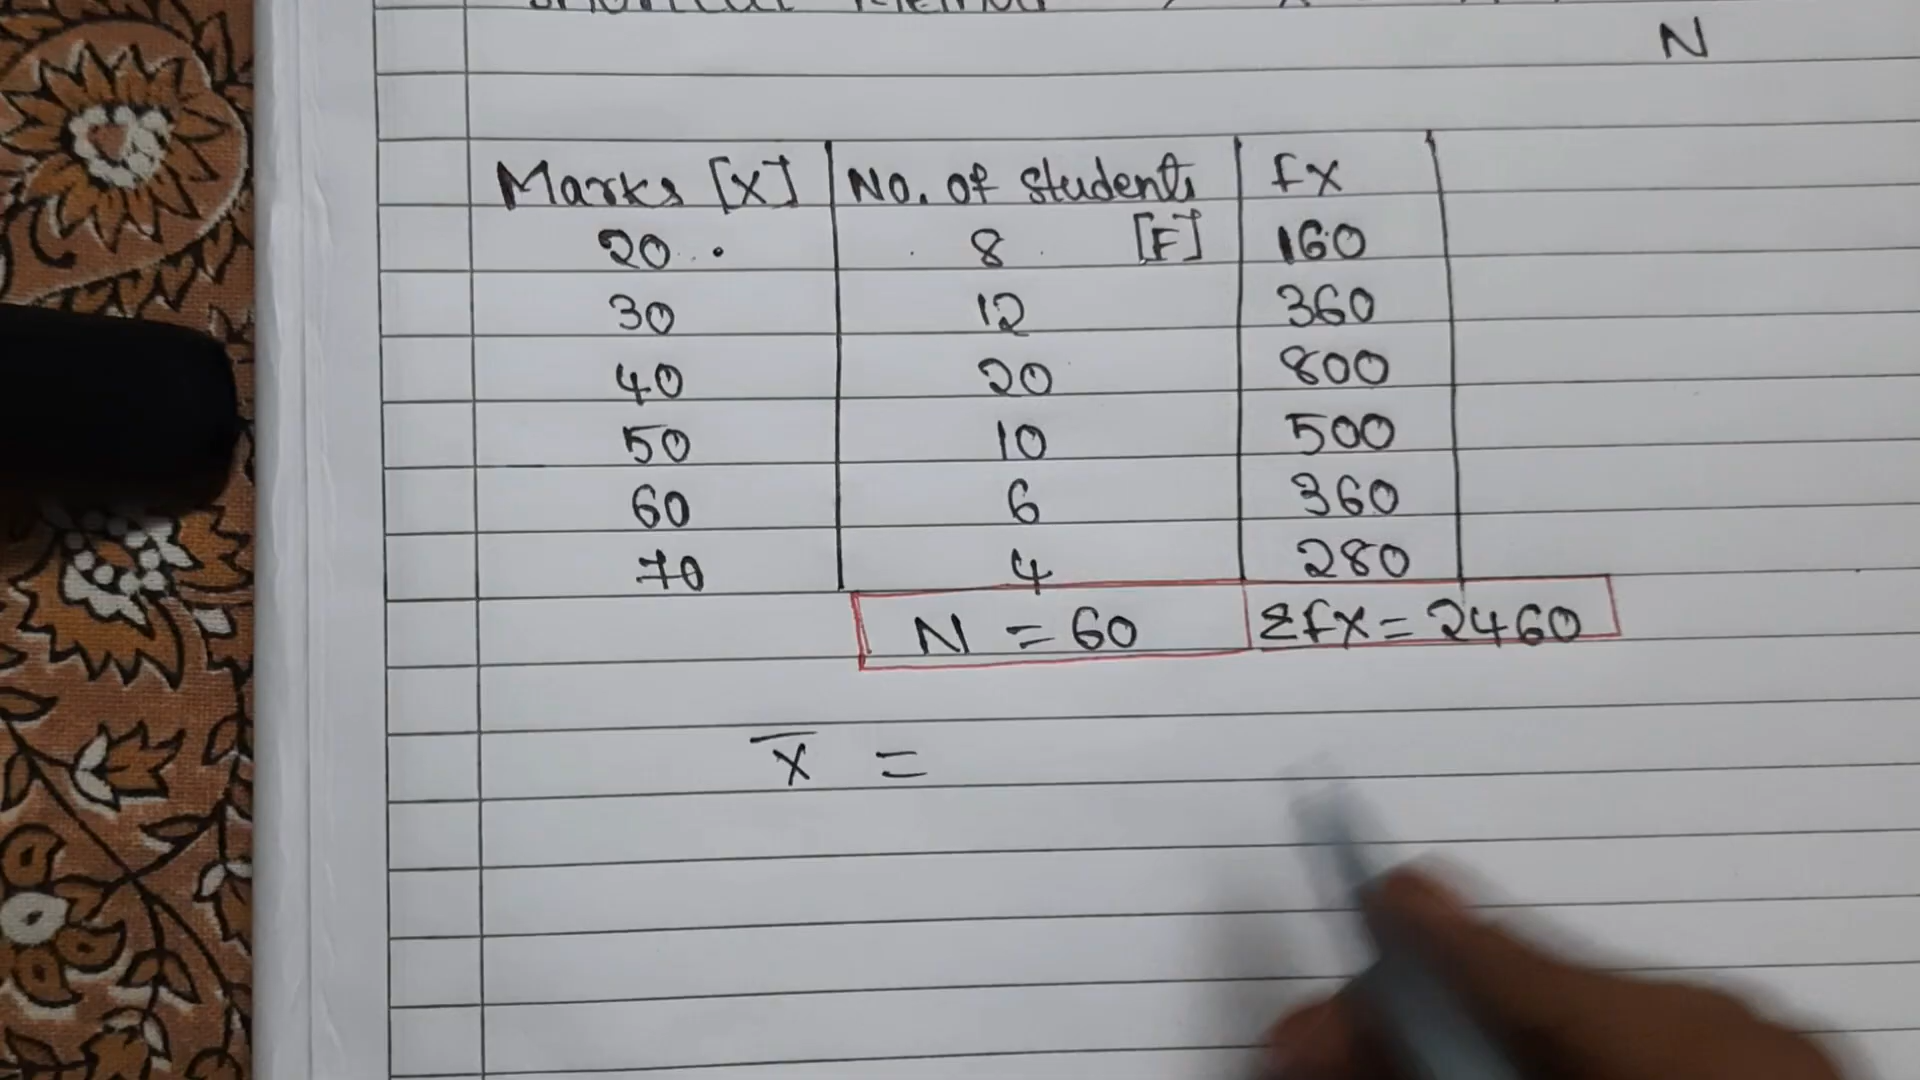 N
Marks [X] No. of Students fx
20 8 [F] 160
30 12 360
40 20 800
50 10 500
60 6 360
70 4 280
N = 60 Σfx = 2460
x̄ =